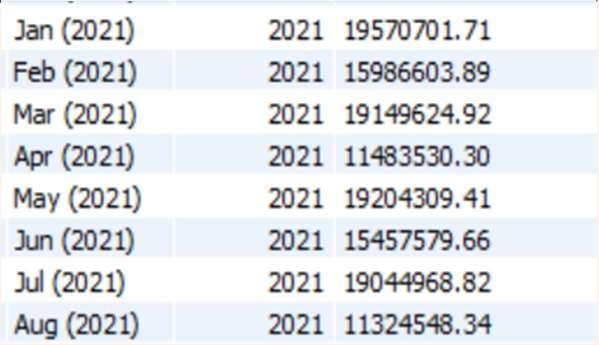 Jan (2021) 2021 19570701.71
Feb (2021) 2021 15986603.89
Mar (2021) 2021 19149624.92
Apr (2021) 2021 11483530.30
May (2021) 2021 19204309.41
Jun (2021) 2021 15457579.66
Jul (2021) 2021 19044968.82
Aug (2021) 2021 11324548.34